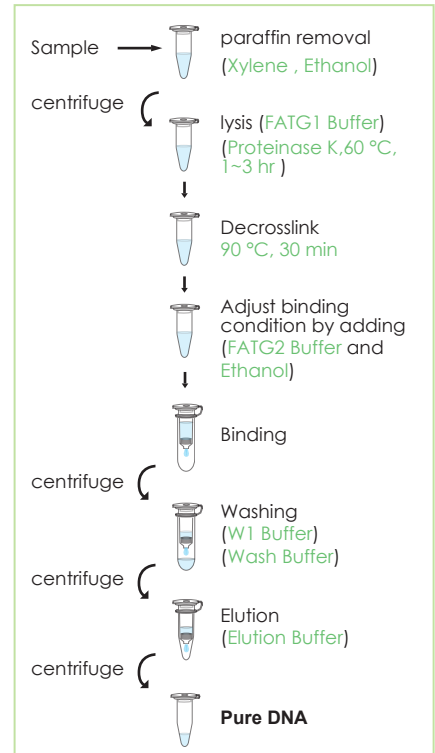 Sample
paraffin removal
(Xylene , Ethanol)
centrifuge
lysis (FATG1 Buffer)
(Proteinase K,60 °C,
1~3 hr )
Decrosslink
90 °C, 30 min
Adjust binding
condition by adding
(FATG2 Buffer and
Ethanol)
Binding
centrifuge
Washing
(W1 Buffer)
(Wash Buffer)
centrifuge
Elution
(Elution Buffer)
centrifuge
Pure DNA